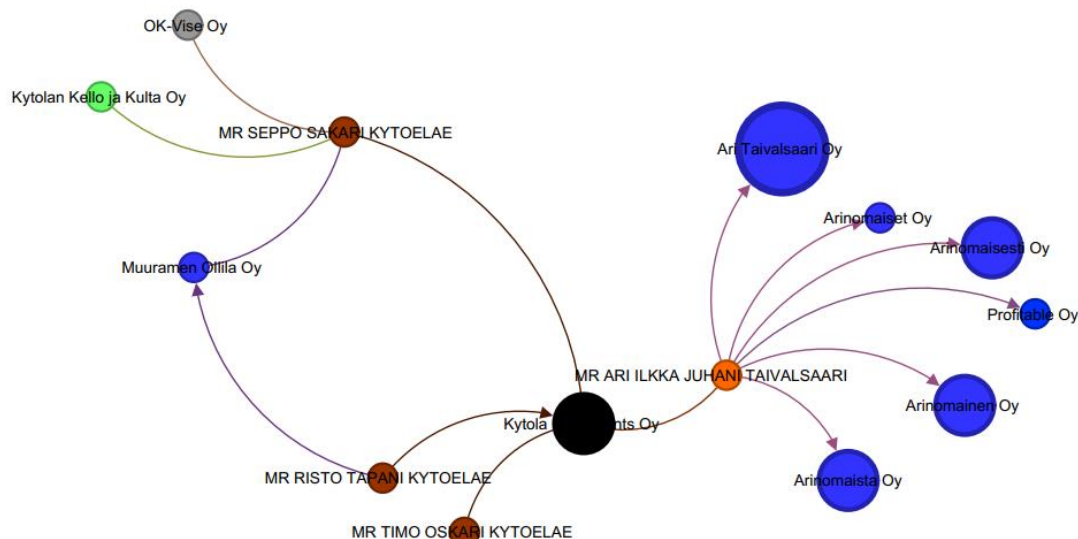 OK-Vise Oy
Kytolan Kello ja Kulta Oy
MR SEPPO SAKARI KYTOELAE
Ari Taivalsaari Oy
Arinomaiset Oy
Arinomaisesti Oy
Muuramen Ollila Oy
Profitable Oy
MR ARI ILKKA JUHANI TAIVALSAARI
Arinomainen Oy
Kytola nts Oy
MR RISTO TAPANI KYTOELAE
Arinomaista Oy
MR TIMO OSKARI KYTOELAE